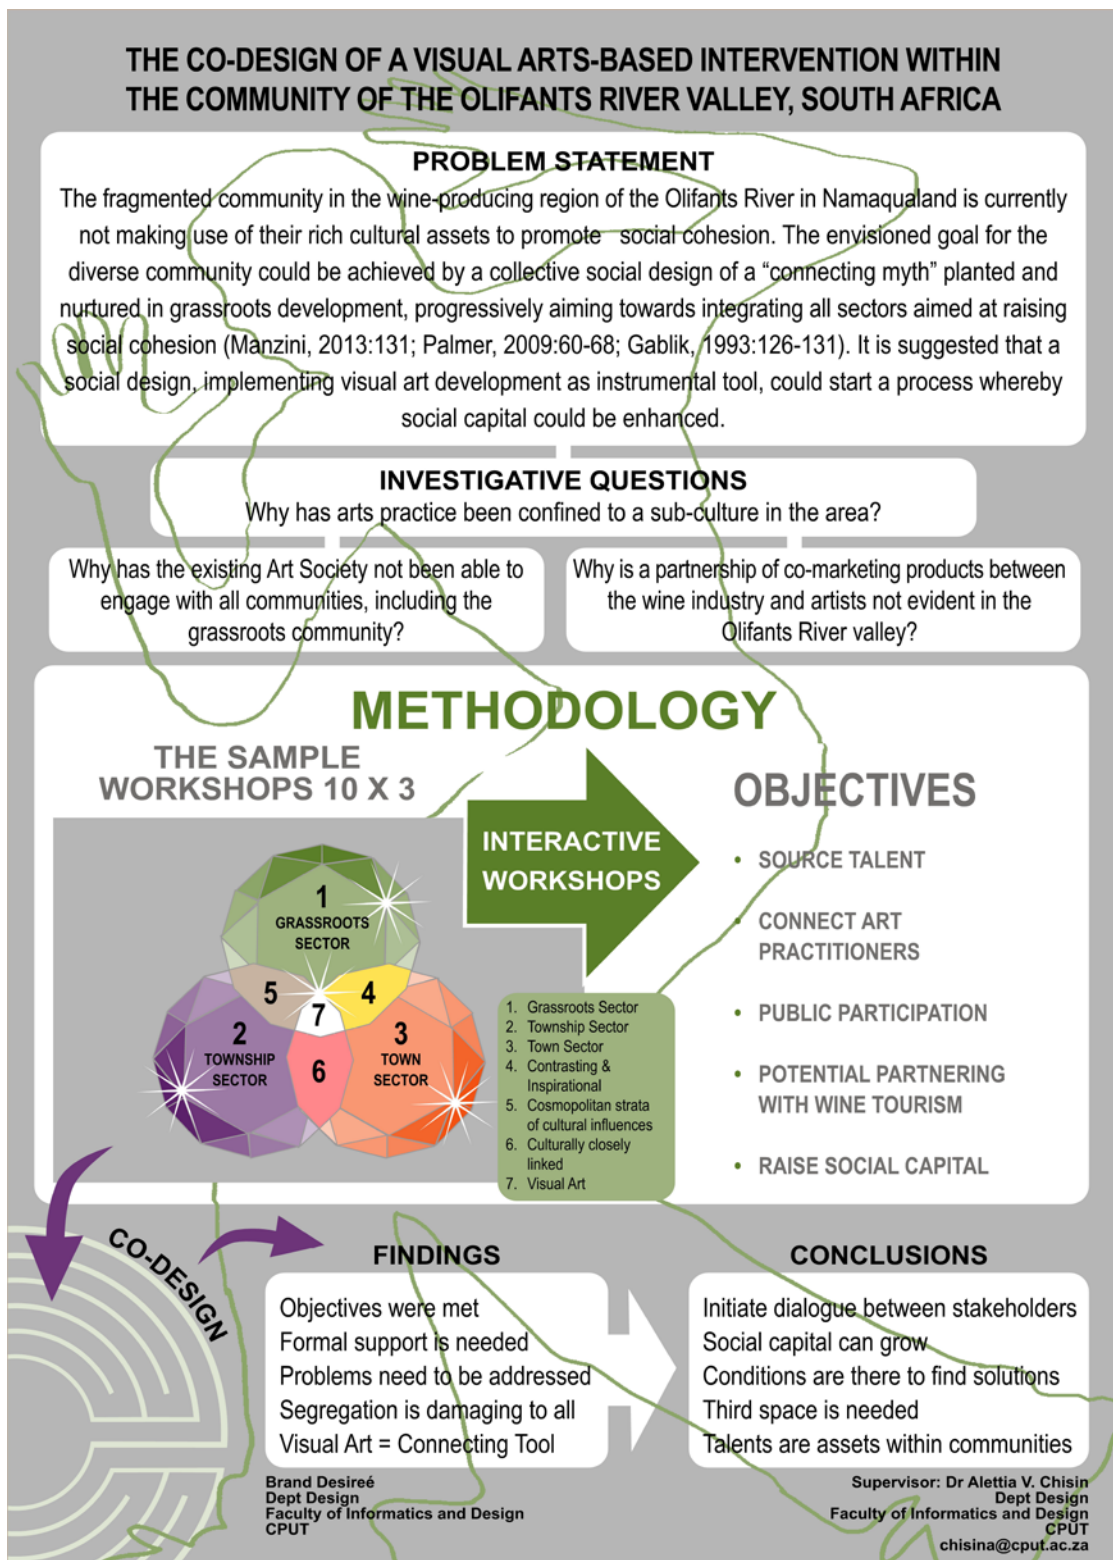 THE CO-DESIGN OF A VISUAL ARTS-BASED INTERVENTION WITHIN
THE COMMUNITY OF THE OLIFANTS RIVER VALLEY, SOUTH AFRICA
PROBLEM STATEMENT
The fragmented community in the wine-producing region of the Olifants River in Namaqualand is currently
not making use of their rich cultural assets to promote social cohesion. The envisioned goal for the
diverse community could be achieved by a collective social design of a “connecting myth” planted and
nurtured in grassroots development, progressively aiming towards integrating all sectors aimed at raising
social cohesion (Manzini, 2013:131; Palmer, 2009:60-68; Gablik, 1993:126-131). It is suggested that a
social design, implementing visual art development as instrumental tool, could start a process whereby
social capital could be enhanced.
INVESTIGATIVE QUESTIONS
Why has arts practice been confined to a sub-culture in the area?
Why has the existing Art Society not been able to
engage with all communities, including the
grassroots community?
Why is a partnership of co-marketing products between
the wine industry and artists not evident in the
Olifants River valley?
METHODOLOGY
THE SAMPLE
WORKSHOPS 10 X 3
1
GRASSROOTS
SECTOR
5
4
7
2
TOWNSHIP
SECTOR
3
TOWN
SECTOR
6
INTERACTIVE
WORKSHOPS
1. Grassroots Sector
2. Township Sector
3. Town Sector
4. Contrasting &
Inspirational
5. Cosmopolitan strata
of cultural influences
6. Culturally closely
linked
7. Visual Art
OBJECTIVES
• SOURCE TALENT
• CONNECT ART
PRACTITIONERS
• PUBLIC PARTICIPATION
• POTENTIAL PARTNERING
WITH WINE TOURISM
• RAISE SOCIAL CAPITAL
CO-DESIGN
FINDINGS
Objectives were met
Formal support is needed
Problems need to be addressed
Segregation is damaging to all
Visual Art = Connecting Tool
CONCLUSIONS
Initiate dialogue between stakeholders
Social capital can grow
Conditions are there to find solutions
Third space is needed
Talents are assets within communities
Brand Desireé
Dept Design
Faculty of Informatics and Design
CPUT
Supervisor: Dr Alettia V. Chisin
Dept Design
Faculty of Informatics and Design
CPUT
chisina@cput.ac.za